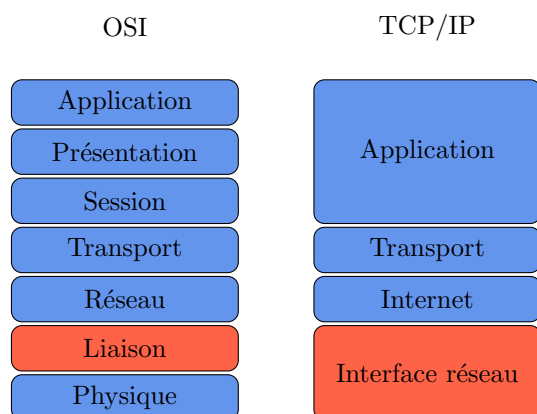 OSI
TCP/IP
Application
Présentation
Session
Transport
Réseau
Liaison
Physique
Application
Transport
Internet
Interface réseau